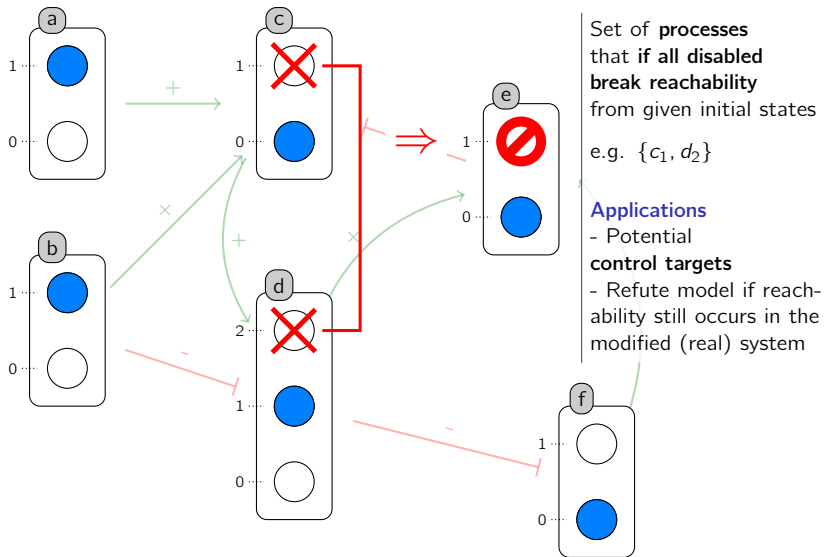 a
1
0
b
1
0
c
1
0
d
2
1
0
e
1
0
f
1
0
+
×
+
×
-
-
⇒
Set of processes
that if all disabled
break reachability
from given initial states
e.g. {c₁, d₂}
Applications
- Potential
control targets
- Refute model if reach-
ability still occurs in the
modified (real) system